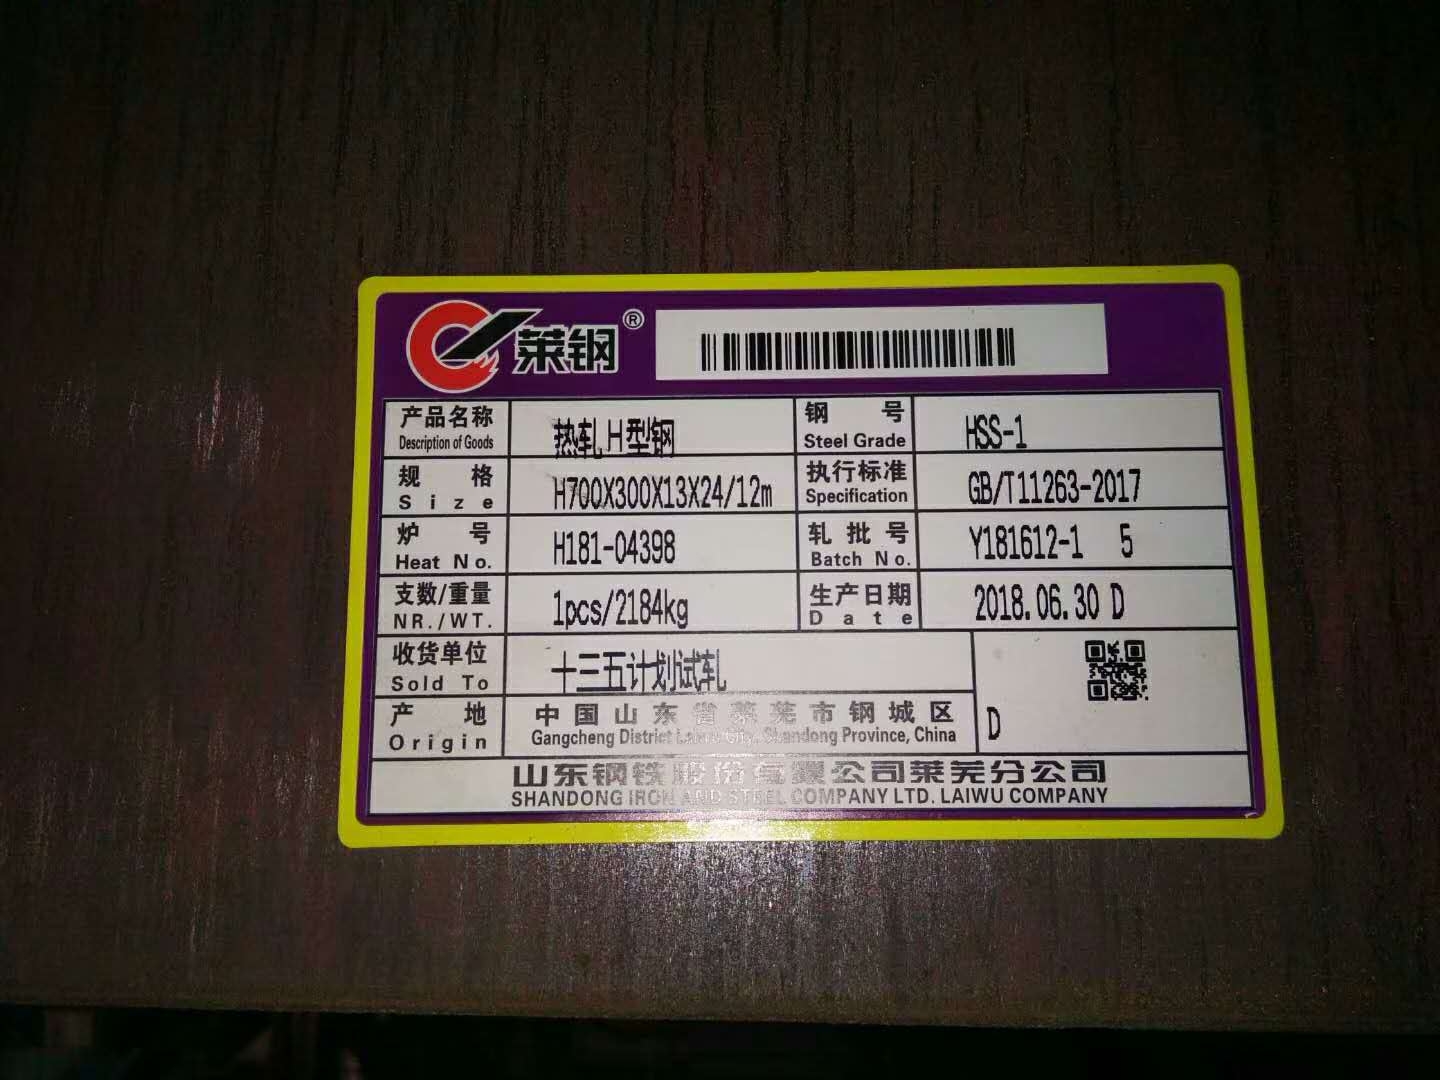 莱钢®
产品名称 热轧H型钢 钢号 HSS-1
Description of Goods Steel Grade
规格 H700X300X13X24/12m 执行标准 GB/T11263-2017
Size Specification
炉号 H181-04398 轧批号 Y181612-1 5
Heat No. Batch No.
支数/重量 1pcs/2184kg 生产日期 2018.06.30 D
NR./WT. Date
收货单位 十三五计划试轧
Sold To
产地 中国山东省莱芜市钢城区 D
Origin Gangcheng District Laiwu City, Shandong Province, China
山东钢铁股份有限公司莱芜分公司
SHANDONG IRON AND STEEL COMPANY LTD. LAIWU COMPANY